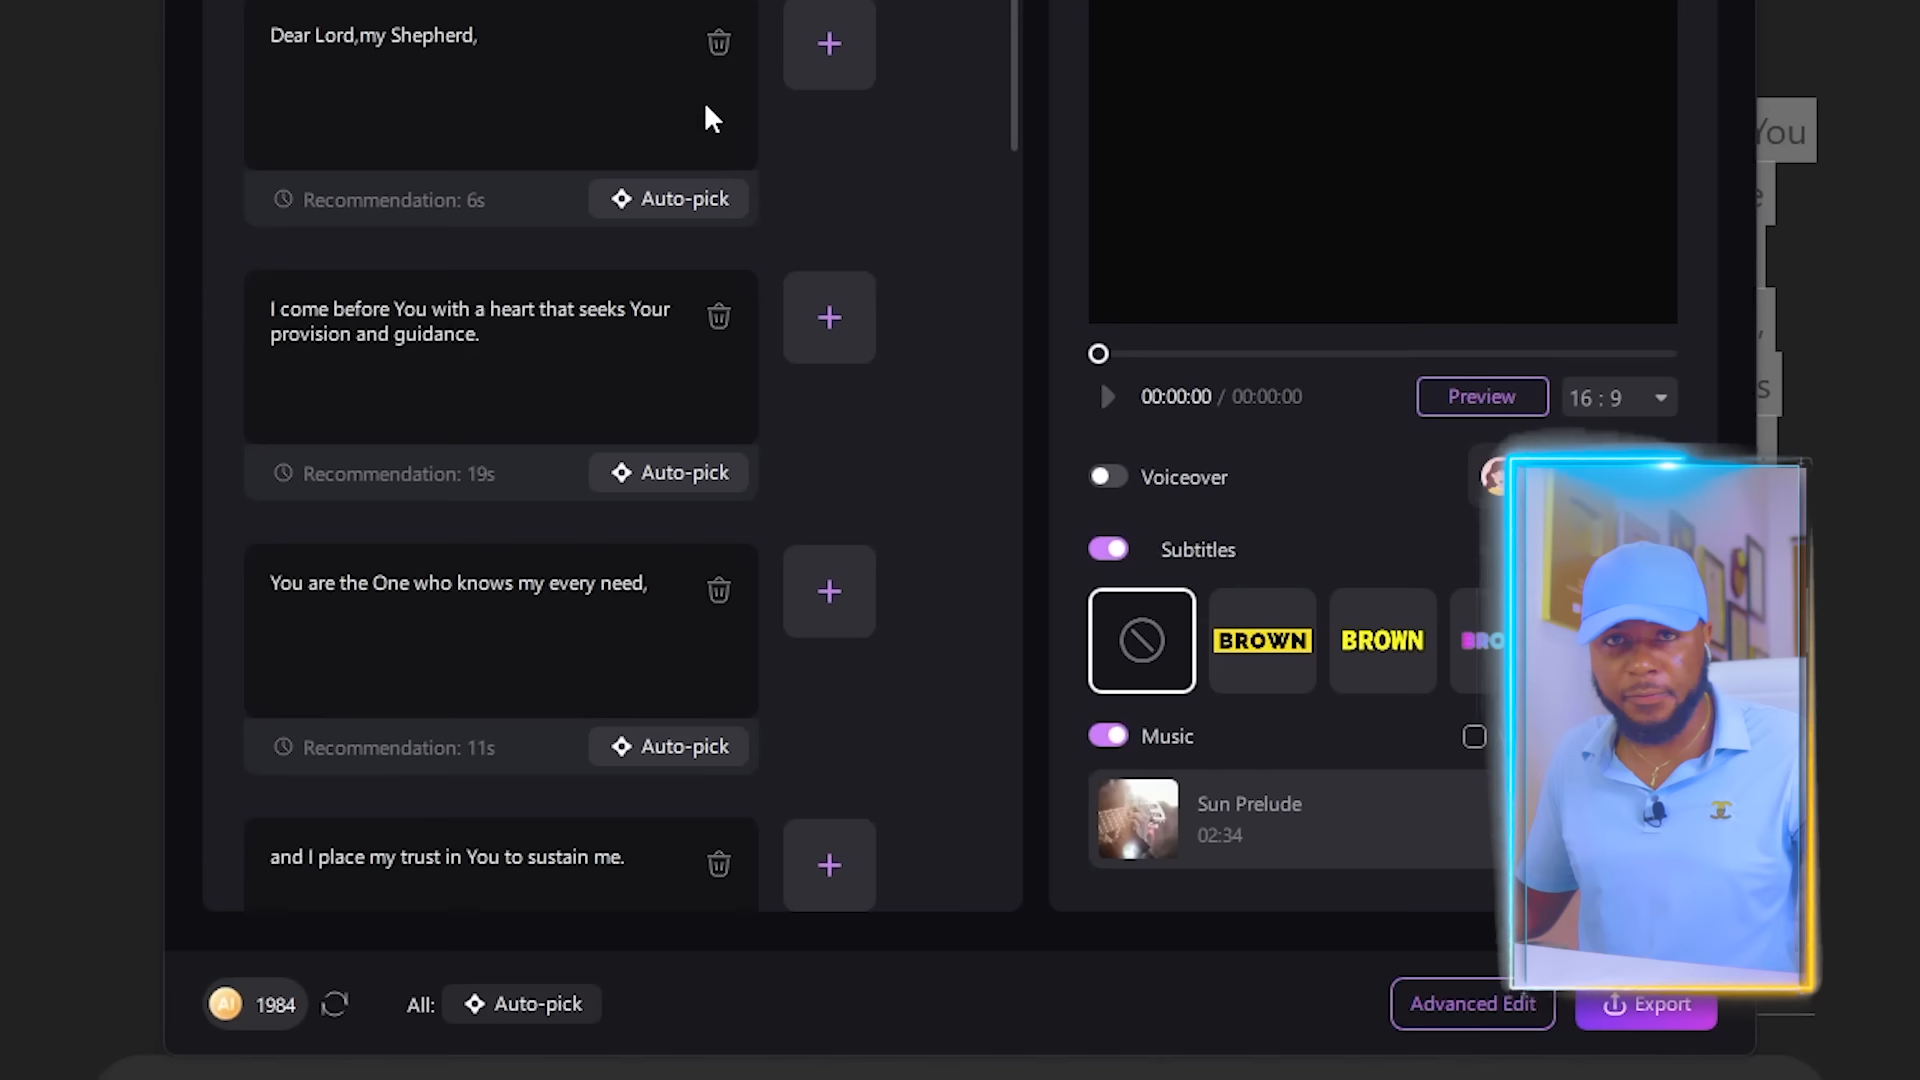 Dear Lord,my Shepherd,
Recommendation: 6s
Auto-pick
I come before You with a heart that seeks Your
provision and guidance.
Recommendation: 19s
Auto-pick
You are the One who knows my every need,
Recommendation: 11s
Auto-pick
and I place my trust in You to sustain me.
AI 1984
All: Auto-pick
00:00:00 / 00:00:00
Preview
16 : 9
Voiceover
Subtitles
BROWN
BROWN
BRO
Music
Sun Prelude
02:34
Advanced Edit
Export
You